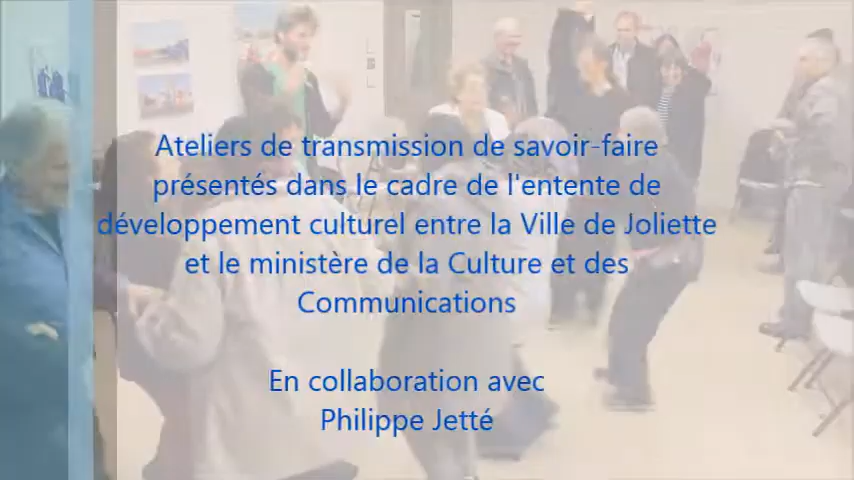 Ateliers de transmission de savoir-faire
présentés dans le cadre de l'entente de
développement culturel entre la Ville de Joliette
et le ministère de la Culture et des
Communications
En collaboration avec
Philippe Jetté